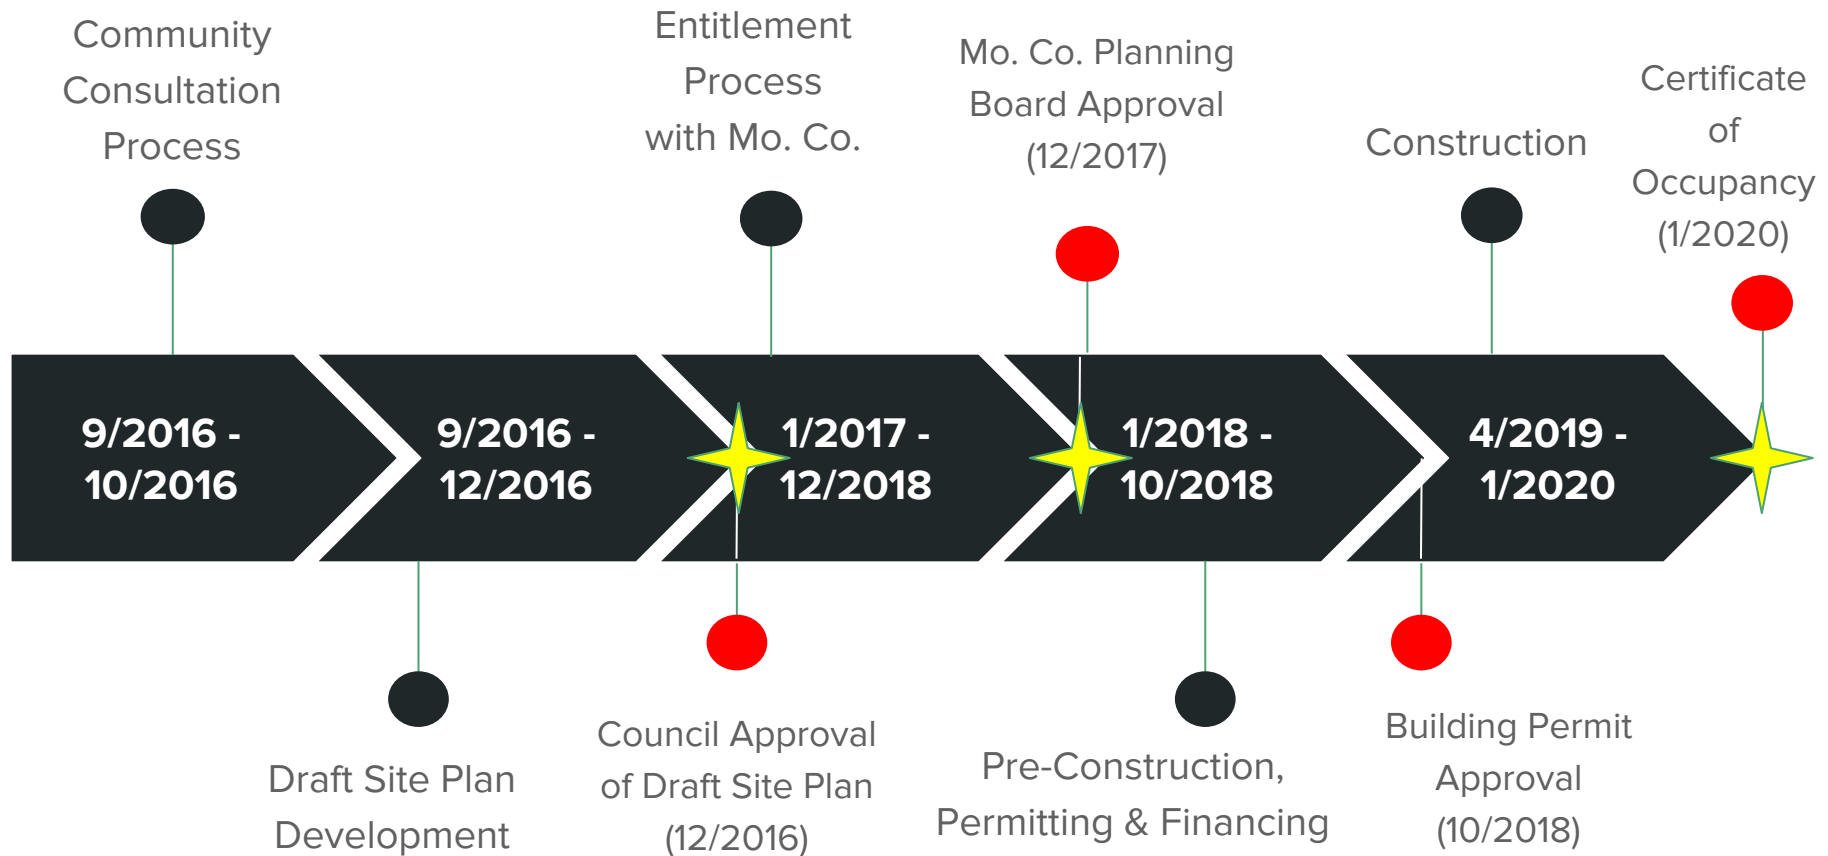 Community
Consultation
Process
Entitlement
Process
with Mo. Co.
Mo. Co. Planning
Board Approval
(12/2017)
Construction
Certificate
of
Occupancy
(1/2020)
9/2016 -
10/2016
9/2016 -
12/2016
1/2017 -
12/2018
1/2018 -
10/2018
4/2019 -
1/2020
Draft Site Plan
Development
Council Approval
of Draft Site Plan
(12/2016)
Pre-Construction,
Permitting & Financing
Building Permit
Approval
(10/2018)